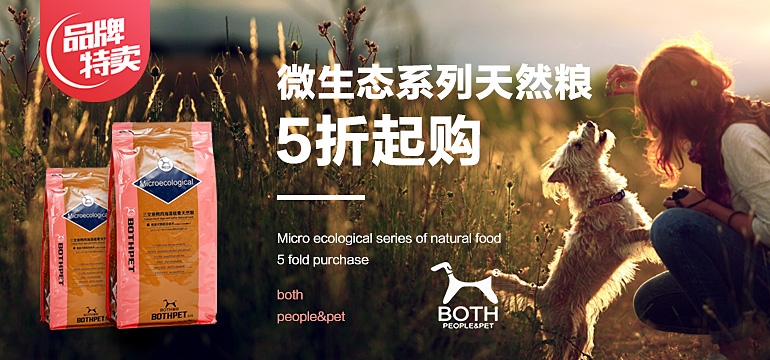 品牌
特卖
微生态系列天然粮
5折起购
Micro ecological series of natural food
5 fold purchase
both
people&pet
BOTH
PEOPLE&PET
Microecological
BOTHPET
BOTHPET
Microecological
BOTHPET
BOTHPET